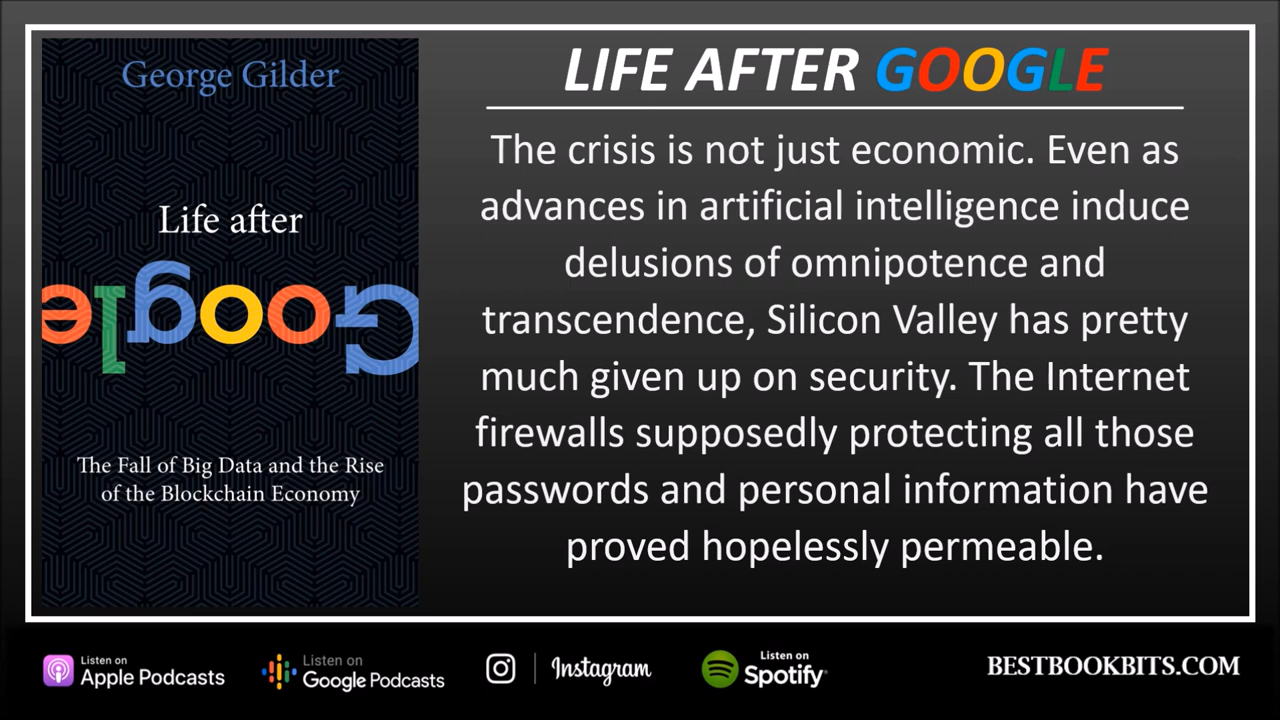 George Gilder
Life after
Google
The Fall of Big Data and the Rise
of the Blockchain Economy
LIFE AFTER GOOGLE
The crisis is not just economic. Even as
advances in artificial intelligence induce
delusions of omnipotence and
transcendence, Silicon Valley has pretty
much given up on security. The Internet
firewalls supposedly protecting all those
passwords and personal information have
proved hopelessly permeable.
Listen on
Apple Podcasts
Listen on
Google Podcasts
Instagram
Listen on
Spotify
BESTBOOKBITS.COM